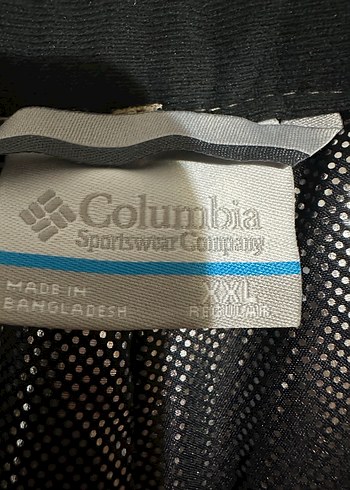 Columbia
Sportswear Company
MADE IN
BANGLADESH
XXL
REGULAR